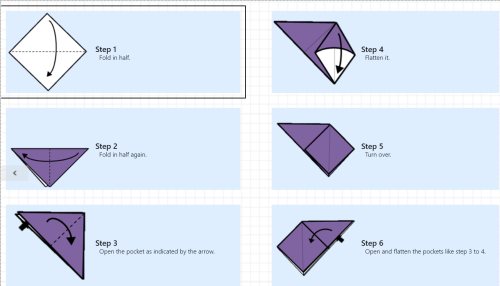 Step 1
Fold in half.
Step 2
Fold in half again.
Step 3
Open the pocket as indicated by the arrow.
Step 4
Flatten it.
Step 5
Turn over.
Step 6
Open and flatten the pockets like step 3 to 4.